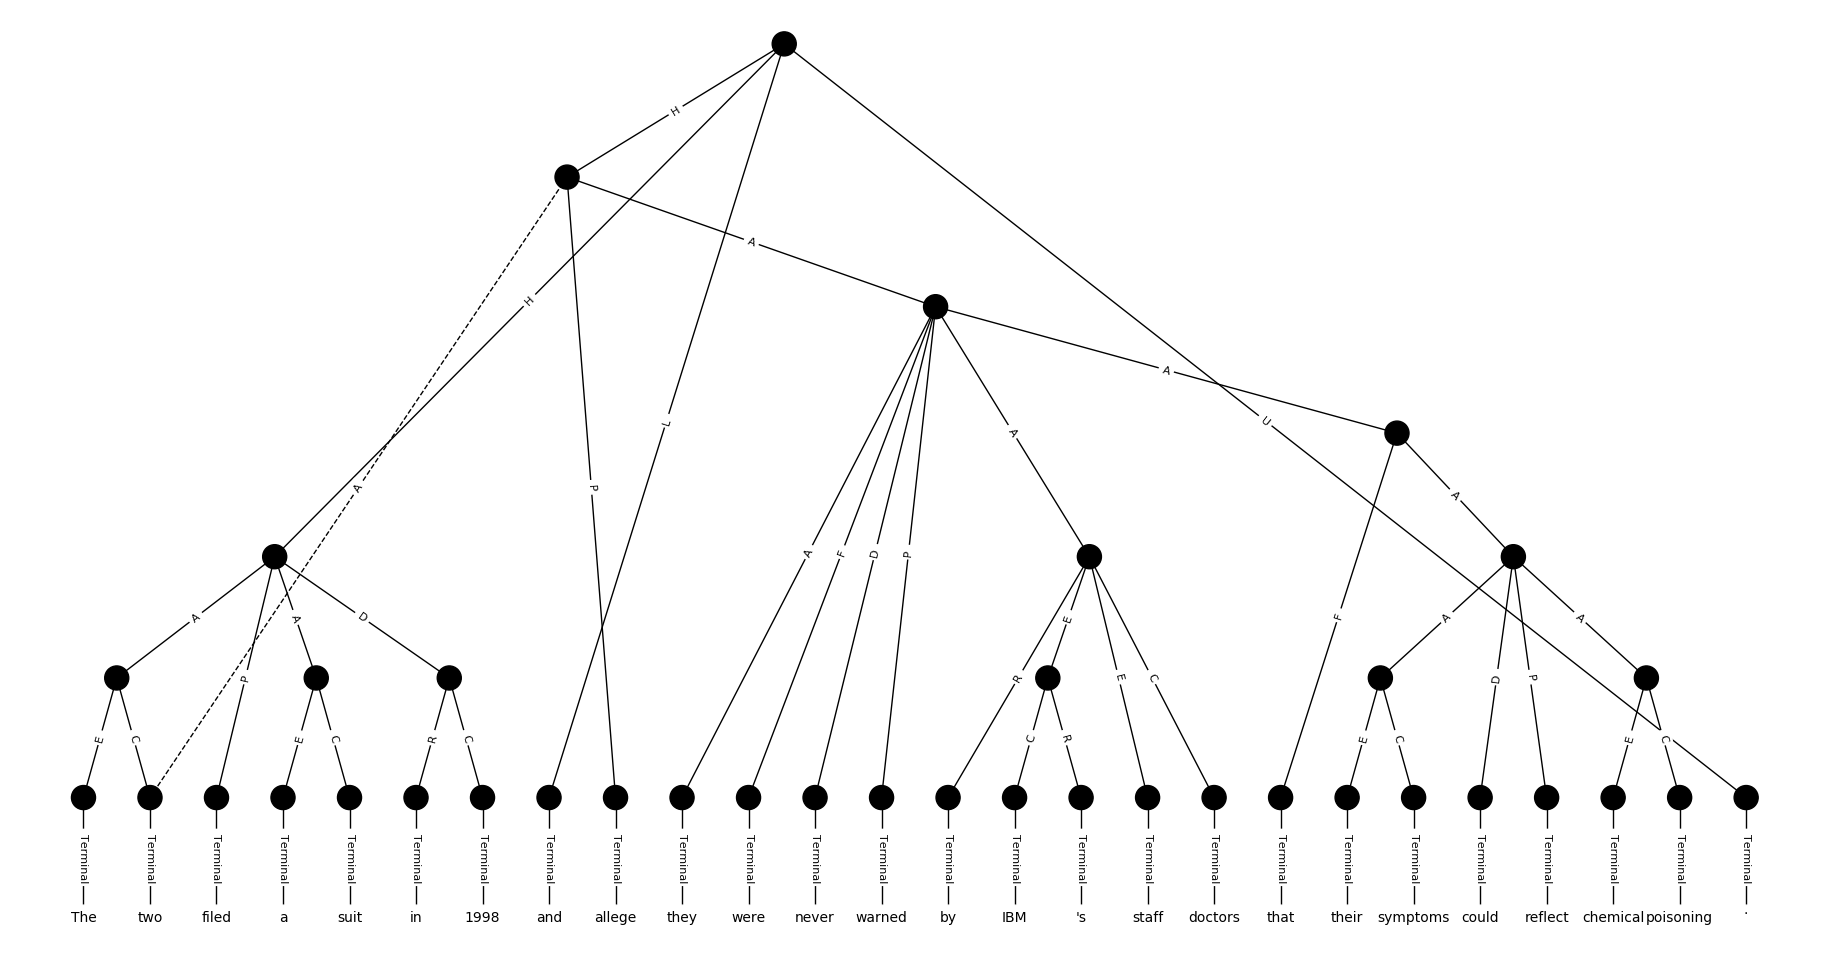 H
A
H
A
L
U
P
A
A
F
D
P
A
A
A
P
A
D
R
E
E
C
F
A
D
P
A
E
C
E
C
R
C
C
R
E
C
E
C
Terminal Terminal Terminal Terminal Terminal Terminal Terminal Terminal Terminal Terminal Terminal Terminal Terminal Terminal Terminal Terminal Terminal Terminal Terminal Terminal Terminal Terminal Terminal Terminal Terminal Terminal
The two filed a suit in 1998 and allege they were never warned by IBM 's staff doctors that their symptoms could reflect chemical poisoning .